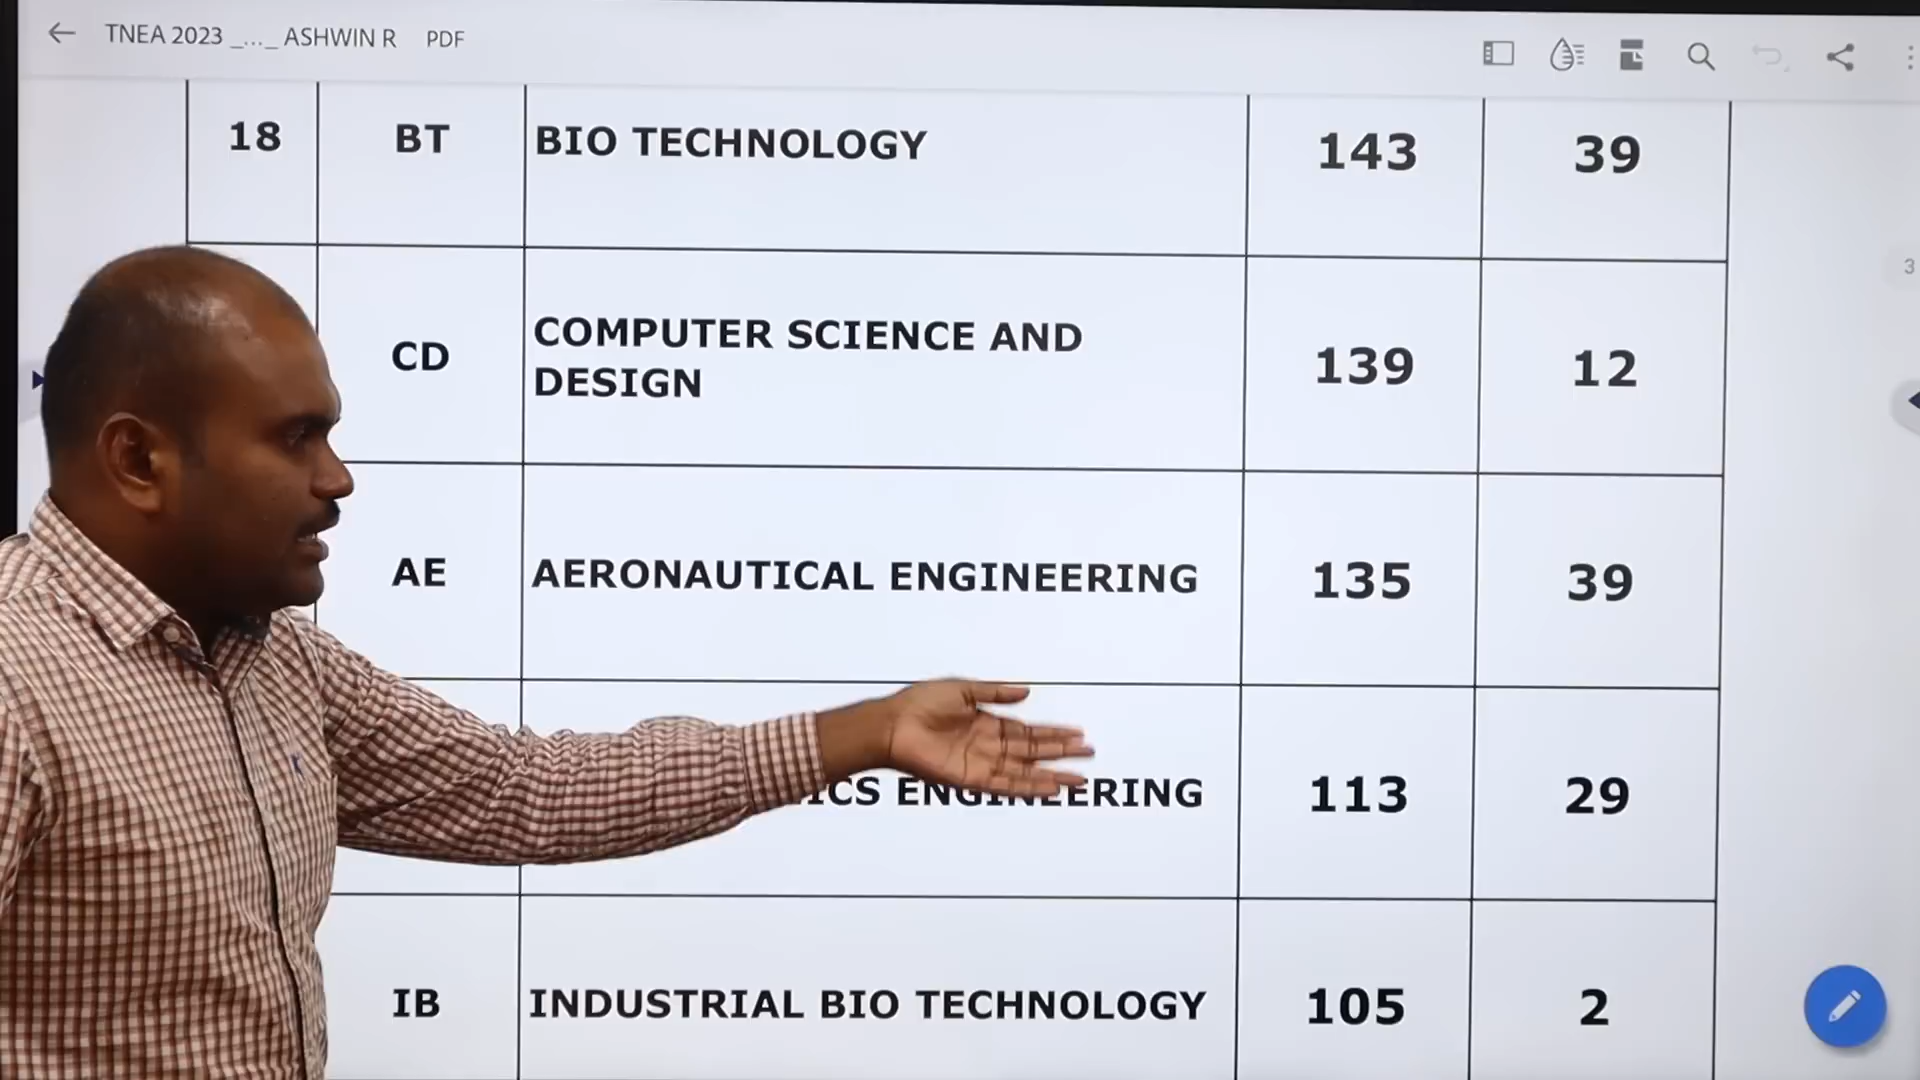 TNEA 2023 _..._ ASHWIN R PDF
18 BT BIO TECHNOLOGY 143 39
3
CD COMPUTER SCIENCE AND
DESIGN 139 12
AE AERONAUTICAL ENGINEERING 135 39
ENGINEERING 113 29
IB INDUSTRIAL BIO TECHNOLOGY 105 2